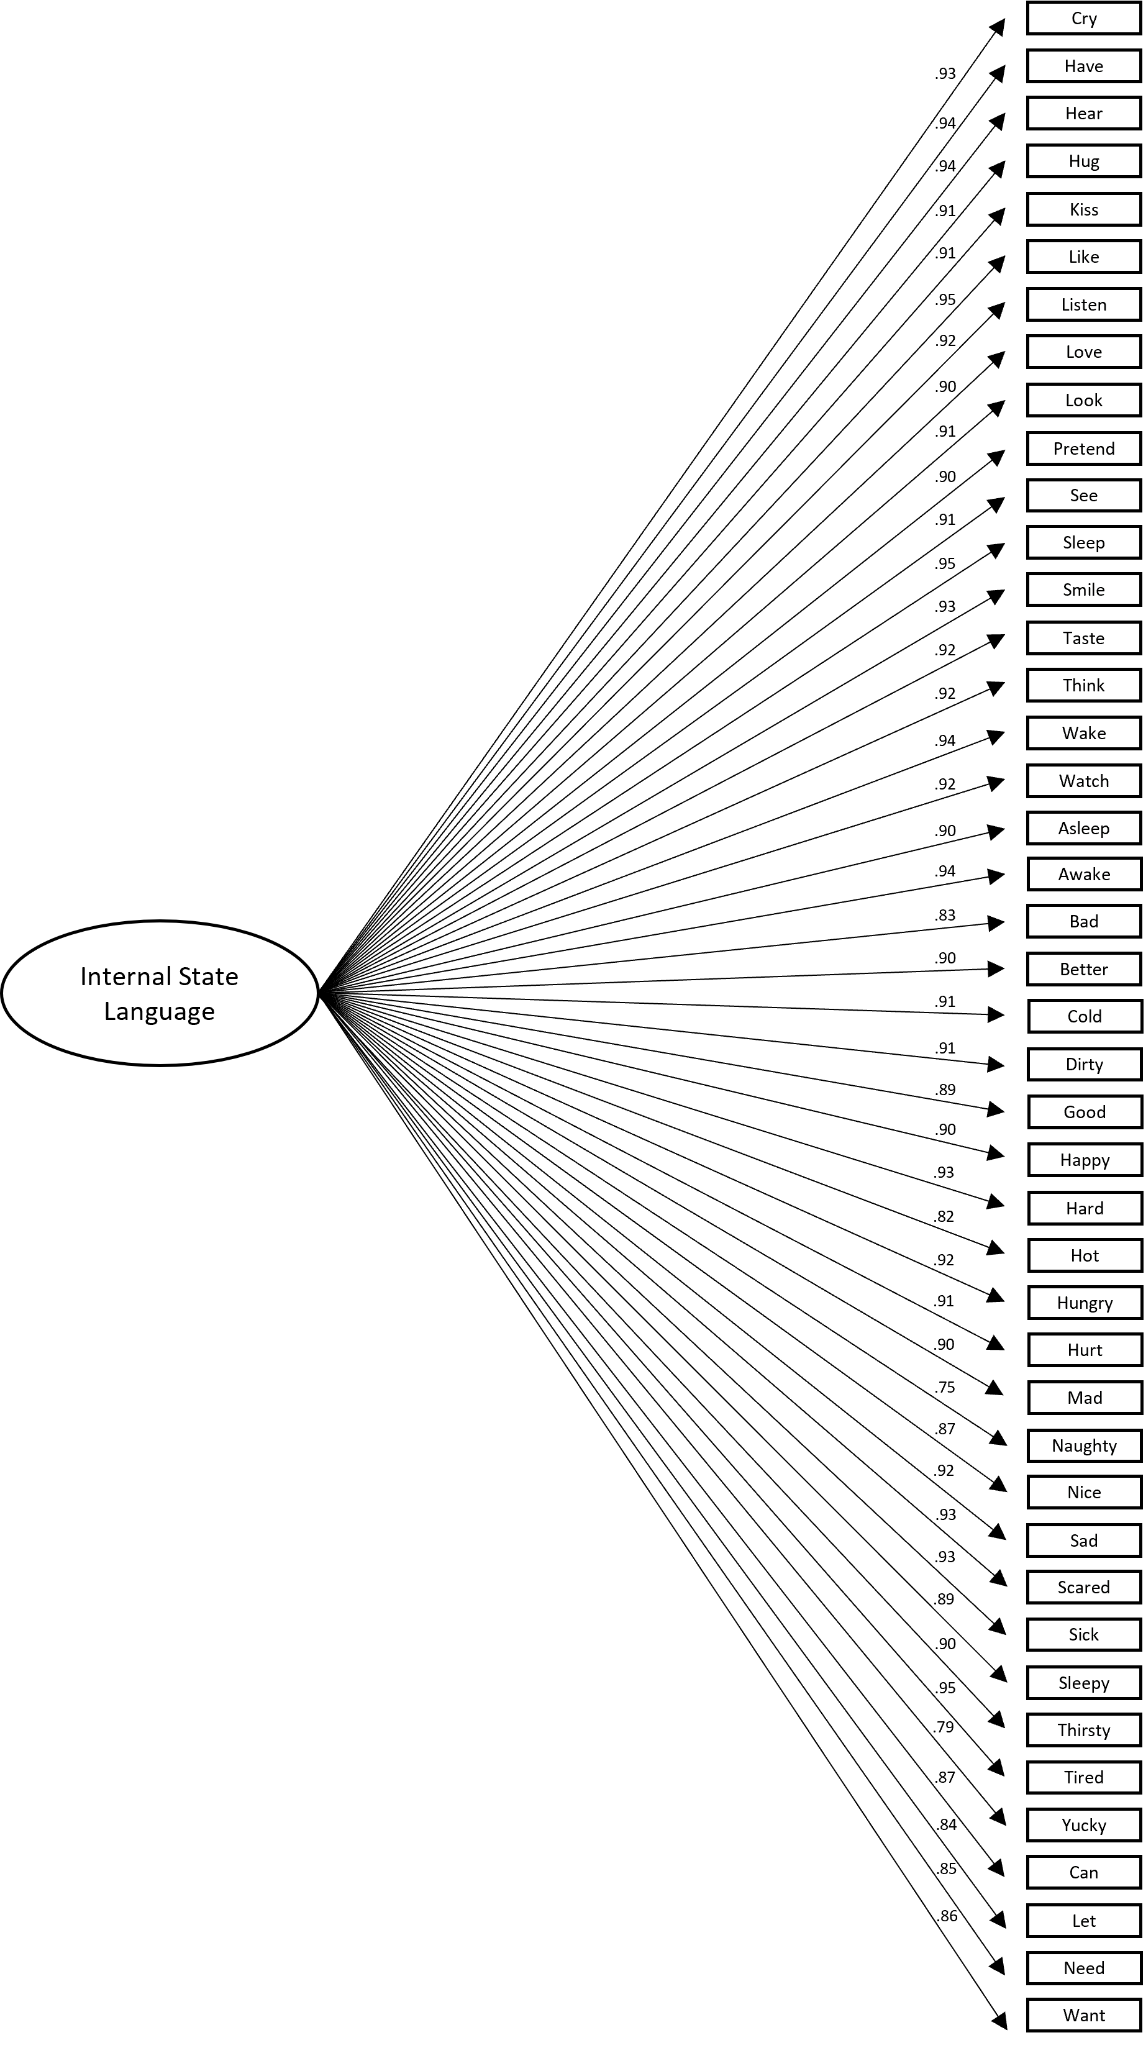 Cry
.93
Have
.94
Hear
.94
Hug
.91
Kiss
.91
Like
.95
Listen
.92
Love
.90
Look
.91
Pretend
.90
See
.91
Sleep
.95
Smile
.93
Taste
.92
Think
.92
Wake
.94
Watch
.92
Asleep
.90
Awake
.94
Bad
.83
Better
.90
Internal State
Language
Cold
.91
Dirty
.91
Good
.89
Happy
.90
Hard
.93
Hot
.82
Hungry
.92
Hurt
.91
Mad
.90
Naughty
.75
Nice
.87
Sad
.92
Scared
.93
Sick
.93
Sleepy
.89
Thirsty
.90
Tired
.95
Yucky
.79
Can
.87
Let
.84
Need
.85
Want
.86